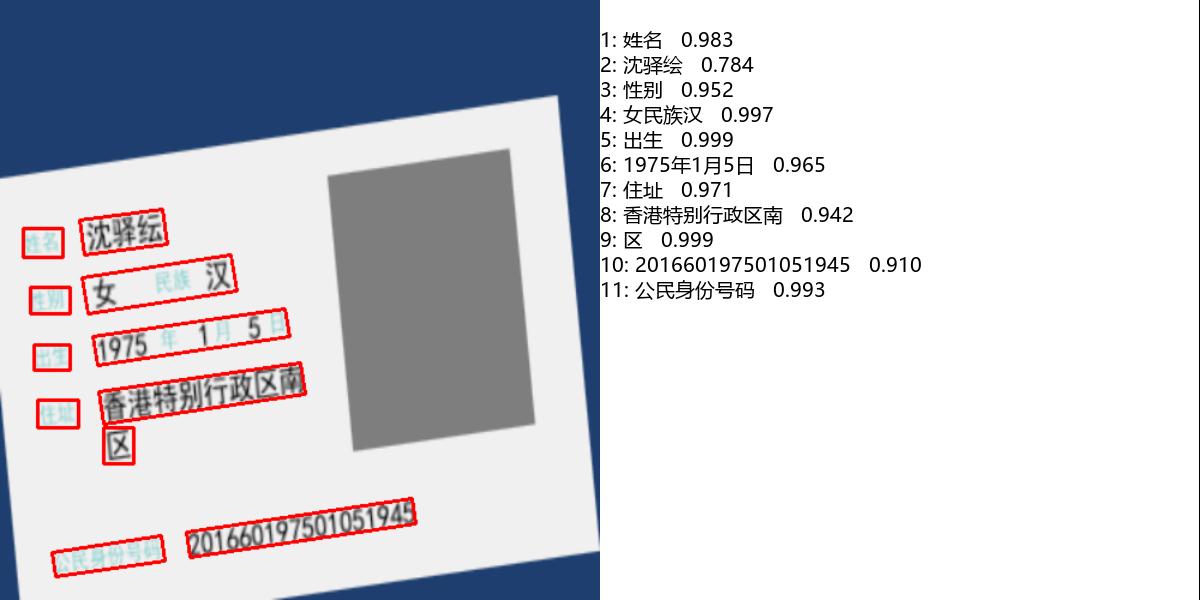 姓名 沈驿纭
性别 女 民族 汉
出生 1975 年 1 月 5 日
住址 香港特别行政区南
区
公民身份号码 201660197501051945
1: 姓名 0.983
2: 沈驿绘 0.784
3: 性别 0.952
4: 女民族汉 0.997
5: 出生 0.999
6: 1975年1月5日 0.965
7: 住址 0.971
8: 香港特别行政区南 0.942
9: 区 0.999
10: 201660197501051945 0.910
11: 公民身份号码 0.993